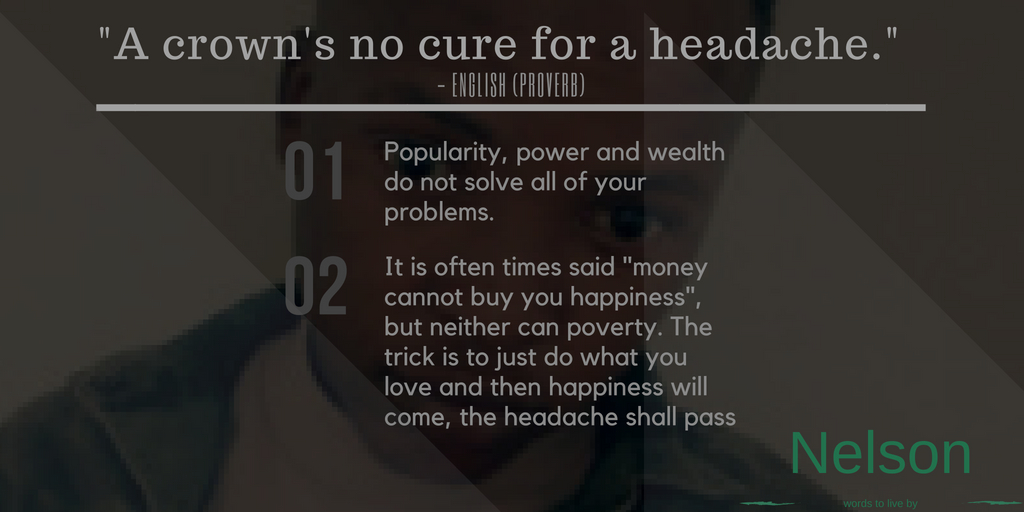 "A crown's no cure for a headache."
- ENGLISH (PROVERB)
01
Popularity, power and wealth
do not solve all of your
problems.
02
It is often times said "money
cannot buy you happiness",
but neither can poverty. The
trick is to just do what you
love and then happiness will
come, the headache shall pass
Nelson
words to live by